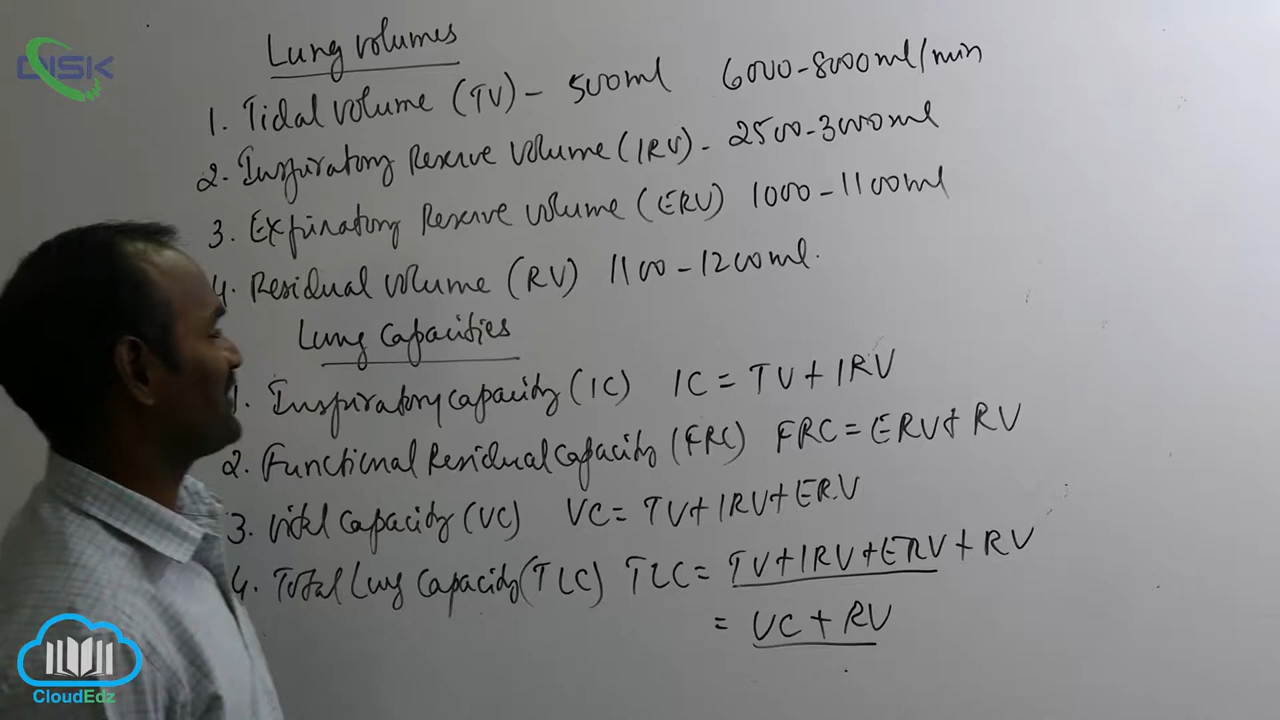 DISK
Lung volumes
1. Tidal volume (TV) - 500ml 6000-8000ml/min
2. Inspiratory Reserve volume (IRV) - 2500-3000ml
3. Expiratory Reserve volume (ERV) 1000-1100ml
4. Residual volume (RV) 1100-1200ml.
Lung Capacities
1. Inspiratory capacity (IC) IC = TV + IRV
2. Functional Residual Capacity (FRC) FRC = ERV + RV
3. Vital Capacity (VC) VC = TV + IRV + ERV
4. Total Lung Capacity (TLC) TLC = TV + IRV + ERV + RV
= VC + RV
CloudEdz